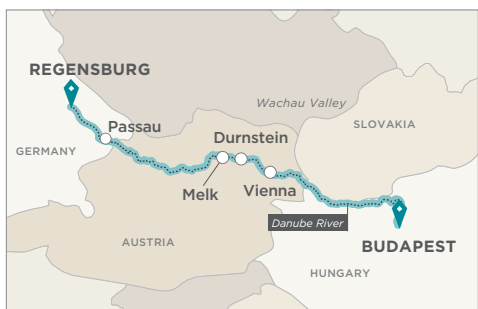 REGENSBURG
Wachau Valley
Passau
SLOVAKIA
Durnstein
GERMANY
Melk
Vienna
Danube River
AUSTRIA
BUDAPEST
HUNGARY